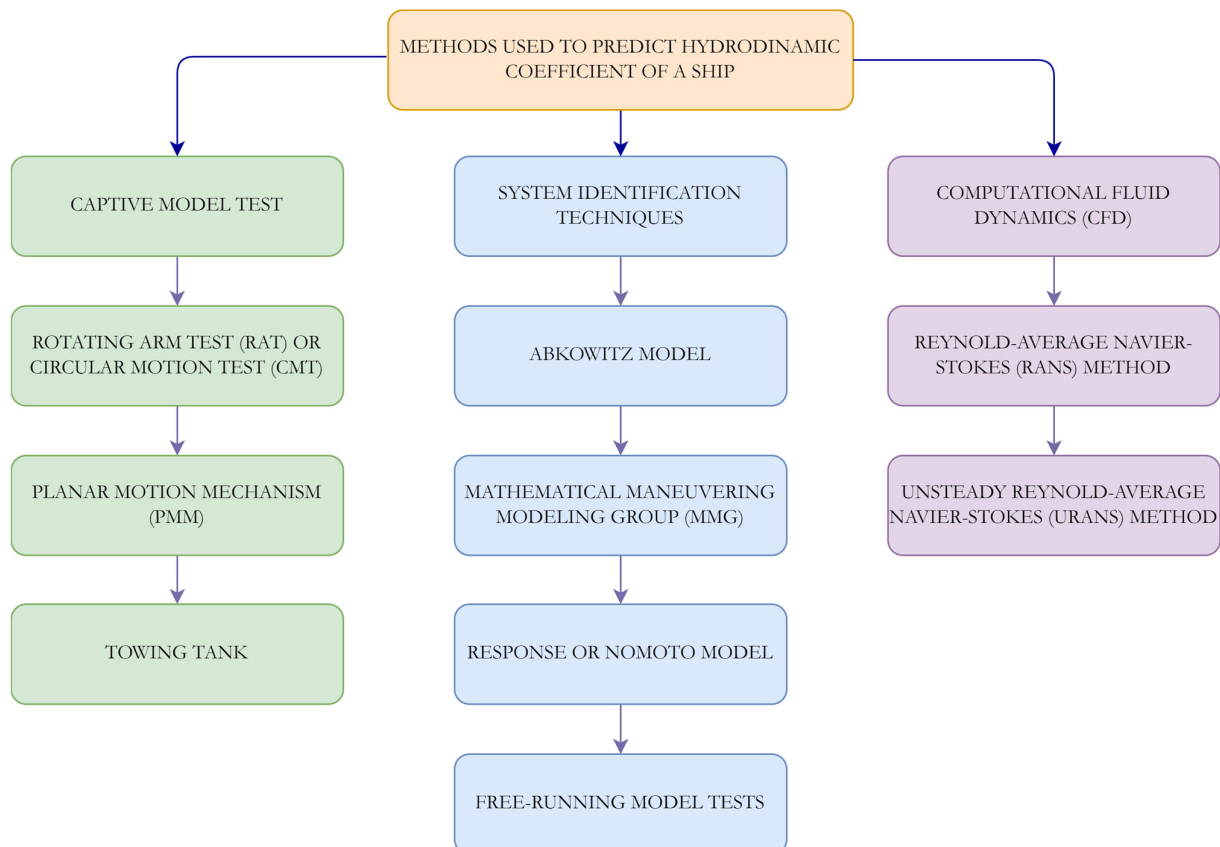 METHODS USED TO PREDICT HYDRODINAMIC
COEFFICIENT OF A SHIP
CAPTIVE MODEL TEST
SYSTEM IDENTIFICATION
TECHNIQUES
COMPUTATIONAL FLUID
DYNAMICS (CFD)
ROTATING ARM TEST (RAT) OR
CIRCULAR MOTION TEST (CMT)
ABKOWITZ MODEL
REYNOLD-AVERAGE NAVIER-
STOKES (RANS) METHOD
PLANAR MOTION MECHANISM
(PMM)
MATHEMATICAL MANEUVERING
MODELING GROUP (MMG)
UNSTEADY REYNOLD-AVERAGE
NAVIER-STOKES (URANS) METHOD
TOWING TANK
RESPONSE OR NOMOTO MODEL
FREE-RUNNING MODEL TESTS